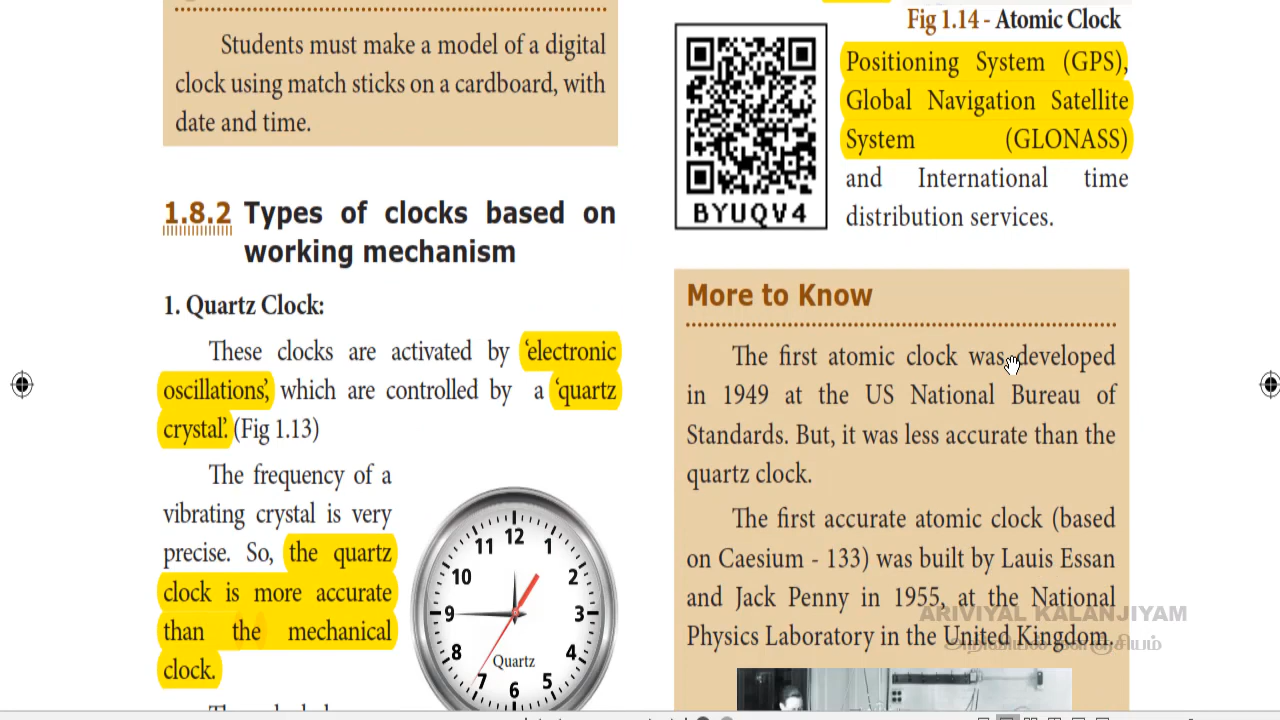 Students must make a model of a digital
clock using match sticks on a cardboard, with
date and time.
1.8.2 Types of clocks based on
working mechanism
1. Quartz Clock:
These clocks are activated by ‘electronic
oscillations’, which are controlled by a ‘quartz
crystal’. (Fig 1.13)
The frequency of a
vibrating crystal is very
precise. So, the quartz
clock is more accurate
than the mechanical
clock.
12
1
2
3
4
5
6
7
8
9
10
11
Quartz
Fig 1.14 - Atomic Clock
BYUQV4
Positioning System (GPS),
Global Navigation Satellite
System (GLONASS)
and International time
distribution services.
More to Know
The first atomic clock was developed
in 1949 at the US National Bureau of
Standards. But, it was less accurate than the
quartz clock.
The first accurate atomic clock (based
on Caesium - 133) was built by Lauis Essan
and Jack Penny in 1955, at the National
Physics Laboratory in the United Kingdom.
ARIVIYAL KALANJIYAM